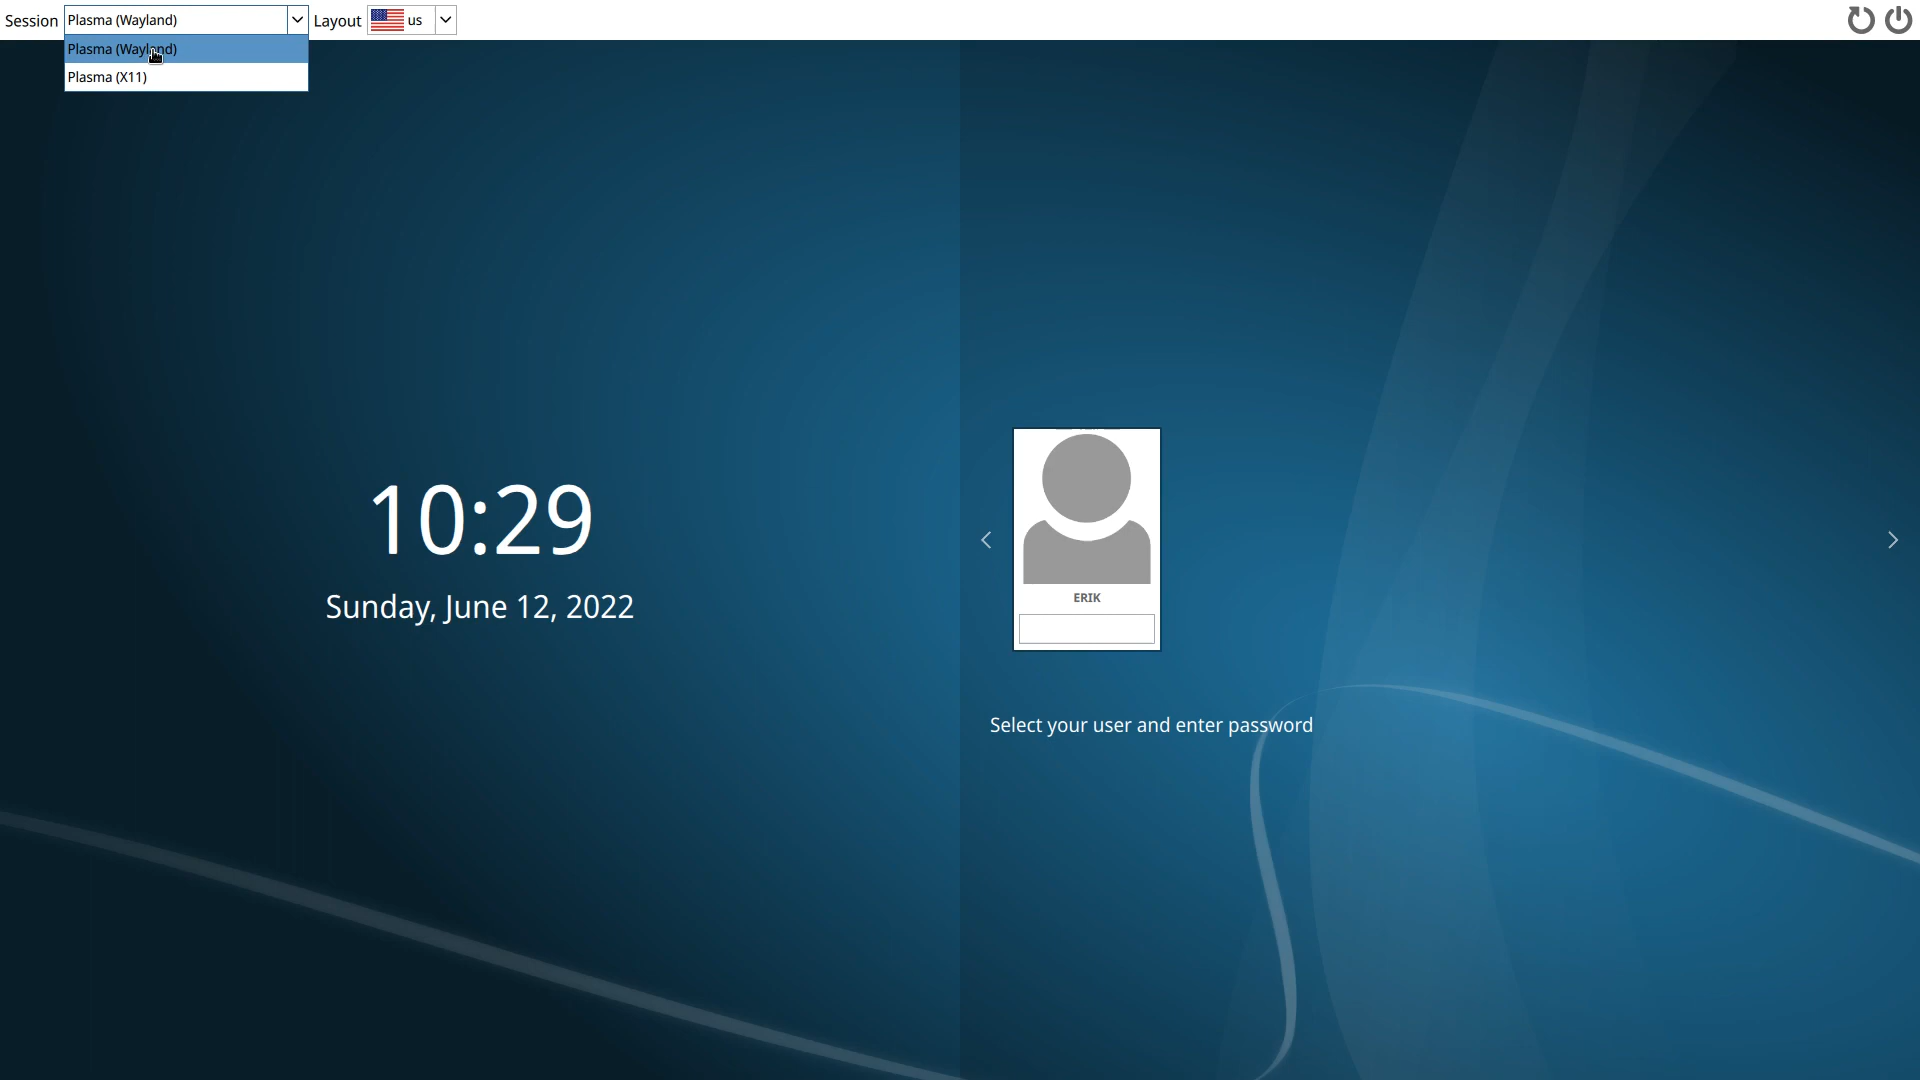 Session Plasma (Wayland) Layout us
Plasma (Wayland)
Plasma (X11)
10:29
Sunday, June 12, 2022
ERIK
Select your user and enter password